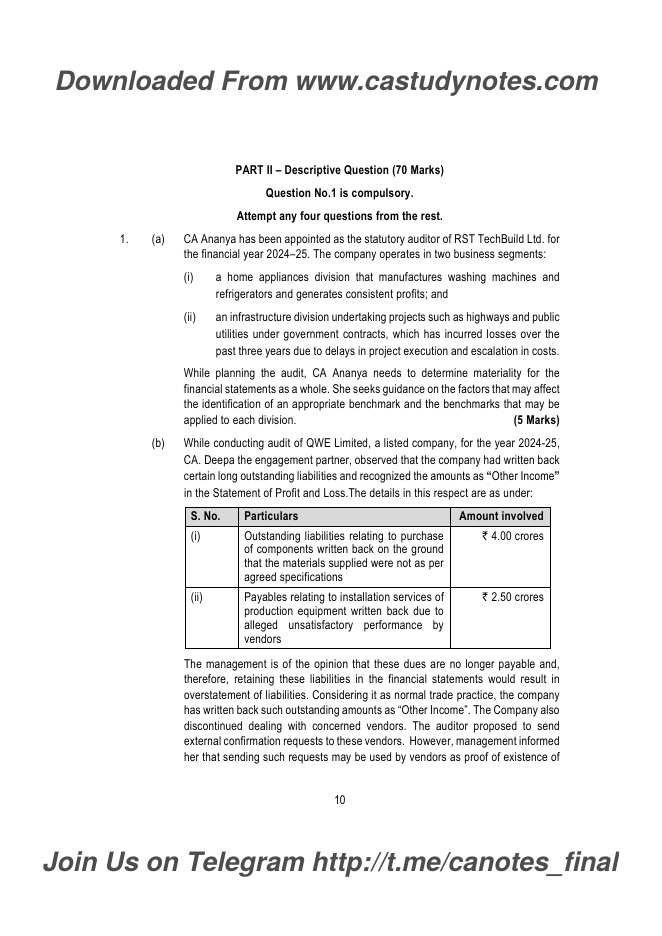 Downloaded From www.castudynotes.com
PART II – Descriptive Question (70 Marks)
Question No.1 is compulsory.
Attempt any four questions from the rest.
1. (a) CA Ananya has been appointed as the statutory auditor of RST TechBuild Ltd. for
the financial year 2024–25. The company operates in two business segments:
(i) a home appliances division that manufactures washing machines and
refrigerators and generates consistent profits; and
(ii) an infrastructure division undertaking projects such as highways and public
utilities under government contracts, which has incurred losses over the
past three years due to delays in project execution and escalation in costs.
While planning the audit, CA Ananya needs to determine materiality for the
financial statements as a whole. She seeks guidance on the factors that may affect
the identification of an appropriate benchmark and the benchmarks that may be
applied to each division. (5 Marks)
(b) While conducting audit of QWE Limited, a listed company, for the year 2024-25,
CA. Deepa the engagement partner, observed that the company had written back
certain long outstanding liabilities and recognized the amounts as “Other Income”
in the Statement of Profit and Loss.The details in this respect are as under:
S. No. Particulars Amount involved
(i) Outstanding liabilities relating to purchase ₹ 4.00 crores
of components written back on the ground
that the materials supplied were not as per
agreed specifications
(ii) Payables relating to installation services of ₹ 2.50 crores
production equipment written back due to
alleged unsatisfactory performance by
vendors
The management is of the opinion that these dues are no longer payable and,
therefore, retaining these liabilities in the financial statements would result in
overstatement of liabilities. Considering it as normal trade practice, the company
has written back such outstanding amounts as “Other Income”. The Company also
discontinued dealing with concerned vendors. The auditor proposed to send
external confirmation requests to these vendors. However, management informed
her that sending such requests may be used by vendors as proof of existence of
10
Join Us on Telegram http://t.me/canotes_final